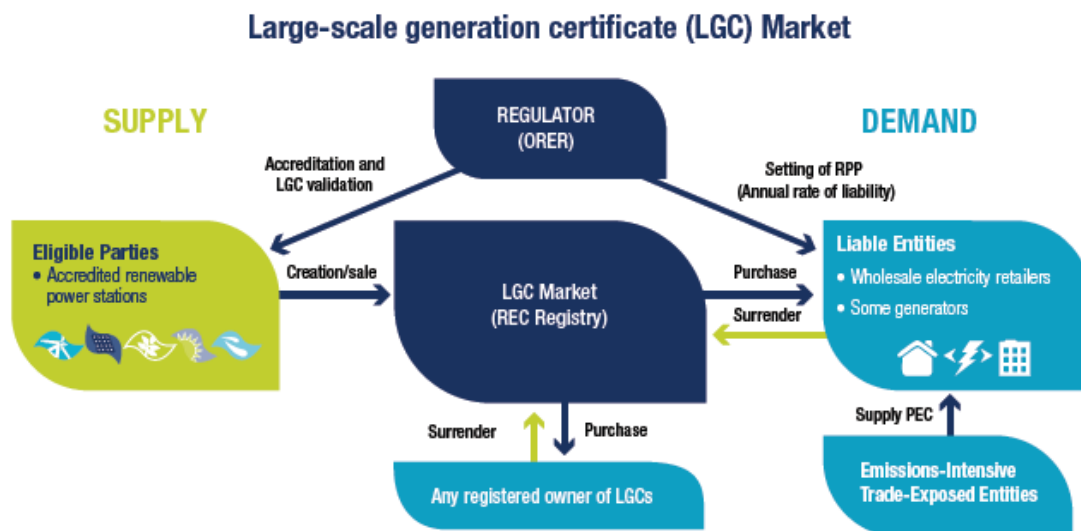 Large-scale generation certificate (LGC) Market
SUPPLY
REGULATOR
(ORER)
DEMAND
Accreditation and
LGC validation
Setting of RPP
(Annual rate of liability)
Eligible Parties
• Accredited renewable
power stations
Creation/sale
LGC Market
(REC Registry)
Purchase
Surrender
Liable Entities
• Wholesale electricity retailers
• Some generators
Surrender
Purchase
Supply PEC
Any registered owner of LGCs
Emissions-Intensive
Trade-Exposed Entities